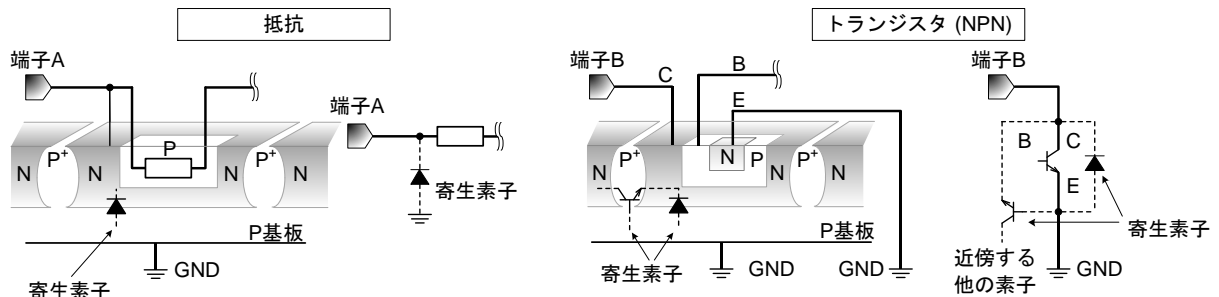 抵抗
端子A
端子A
P
N
P+
N
N
P+
N
寄生素子
P基板
GND
寄生素子
トランジスタ (NPN)
端子B
C
B
E
N
P+
N
N
P
N
P+
N
P基板
寄生素子
GND
GND
端子B
B
C
E
寄生素子
近傍する
他の素子
GND